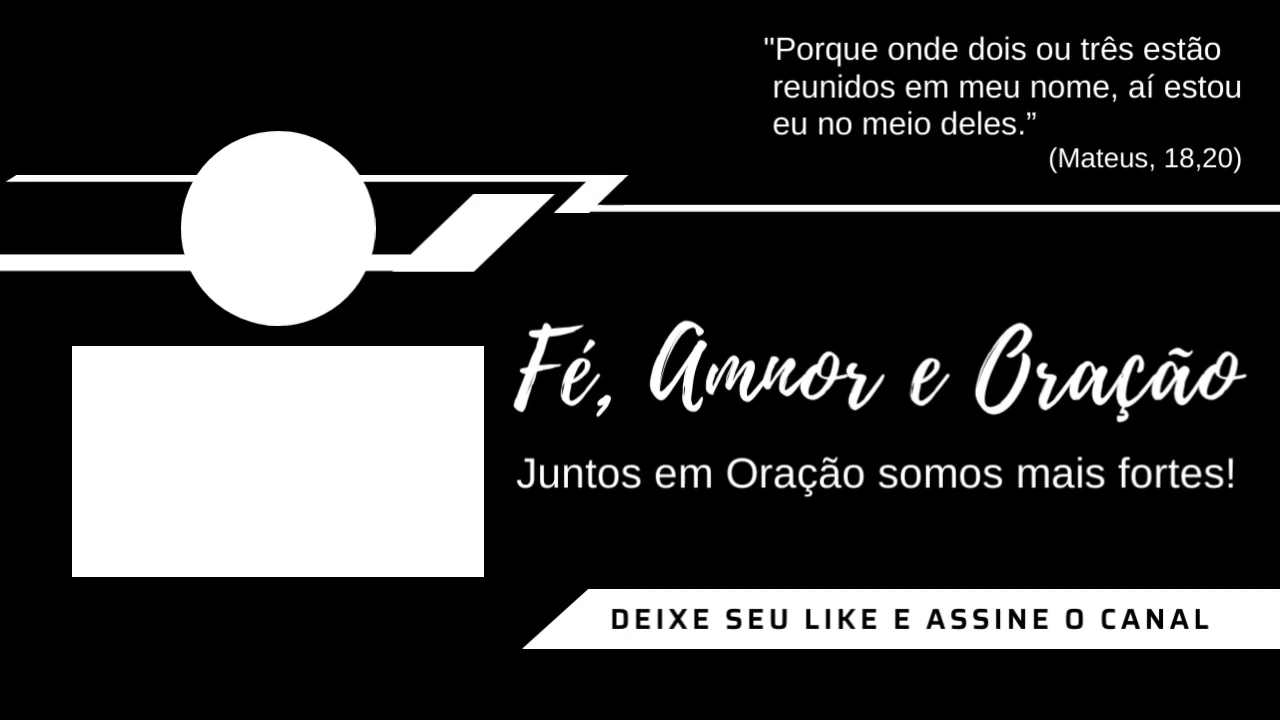 "Porque onde dois ou três estão
reunidos em meu nome, aí estou
eu no meio deles.”
(Mateus, 18,20)
Fé, Amnor e Oração
Juntos em Oração somos mais fortes!
DEIXE SEU LIKE E ASSINE O CANAL